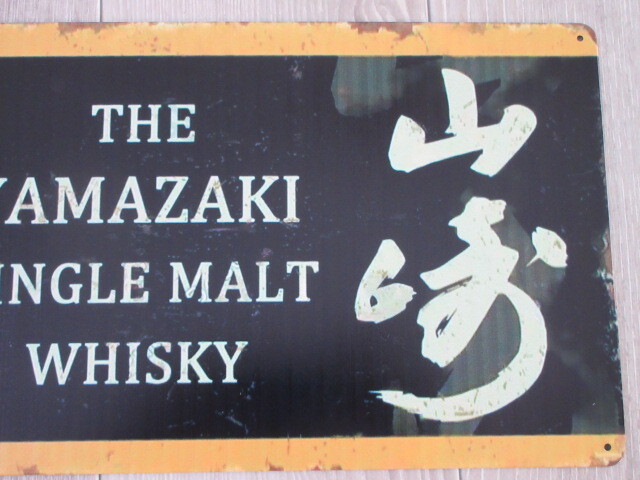 THE
YAMAZAKI
INGLE MALT
WHISKY
山崎